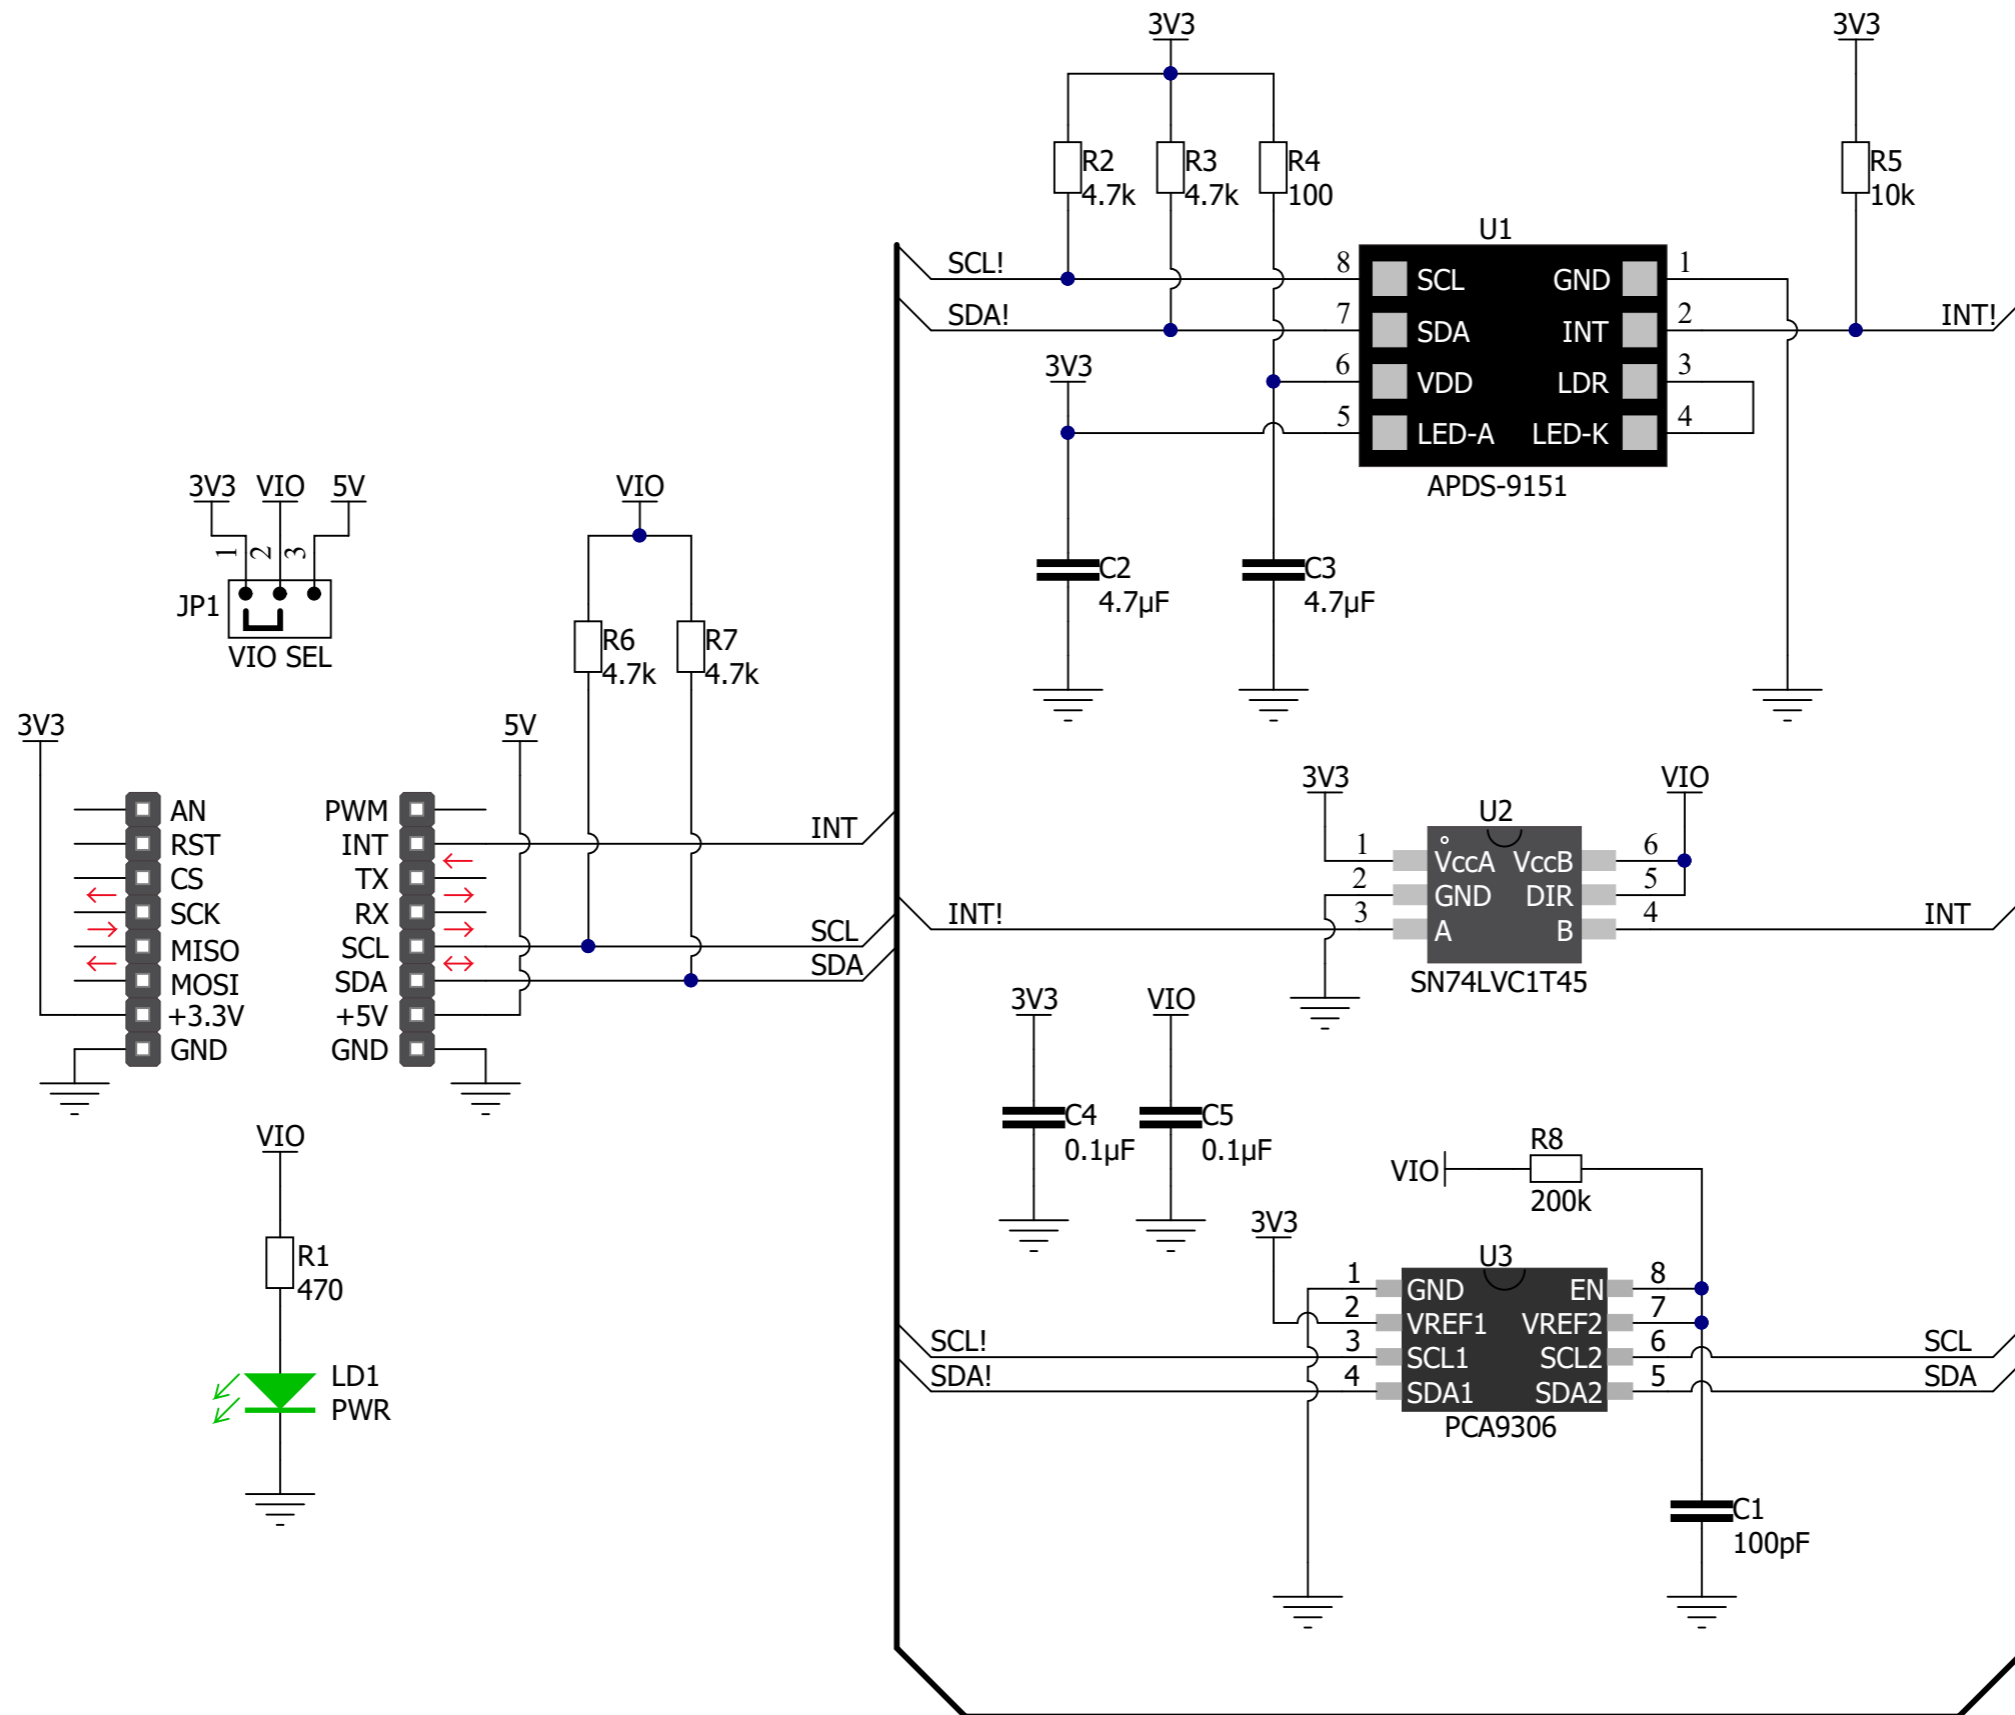 3V3
3V3
R2
4.7k
R3
4.7k
R4
100
R5
10k
U1
SCL!
8
SCL
GND
1
SDA!
7
SDA
INT
2
INT!
3V3
6
VDD
LDR
3
5
LED-A
LED-K
4
APDS-9151
3V3 VIO 5V
1 2 3
JP1
VIO SEL
VIO
R6
4.7k
R7
4.7k
C2
4.7µF
C3
4.7µF
3V3
5V
AN
RST
CS
SCK
MISO
MOSI
+3.3V
GND
PWM
INT
TX
RX
SCL
SDA
+5V
GND
INT
SCL
SDA
3V3
VIO
U2
1
VccA
VccB
6
2
GND
DIR
5
INT!
3
A
B
4
INT
SN74LVC1T45
3V3
C4
0.1µF
VIO
C5
0.1µF
VIO
R1
470
LD1
PWR
VIO
R8
200k
3V3
U3
1
GND
EN
8
2
VREF1
VREF2
7
SCL!
3
SCL1
SCL2
6
SCL
SDA!
4
SDA1
SDA2
5
SDA
PCA9306
C1
100pF